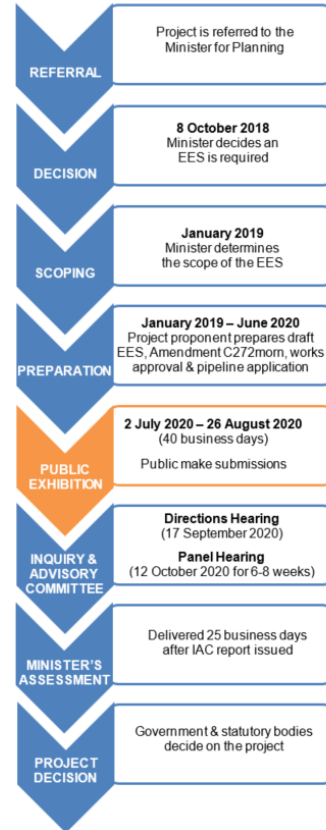 REFERRAL
Project is referred to the
Minister for Planning
DECISION
8 October 2018
Minister decides an
EES is required
SCOPING
January 2019
Minister determines
the scope of the EES
PREPARATION
January 2019 – June 2020
Project proponent prepares draft
EES, Amendment C272morn, works
approval & pipeline application
PUBLIC
EXHIBITION
2 July 2020 – 26 August 2020
(40 business days)
Public make submissions
INQUIRY &
ADVISORY
COMMITTEE
Directions Hearing
(17 September 2020)
Panel Hearing
(12 October 2020 for 6-8 weeks)
MINISTER'S
ASSESSMENT
Delivered 25 business days
after IAC report issued
PROJECT
DECISION
Government & statutory bodies
decide on the project